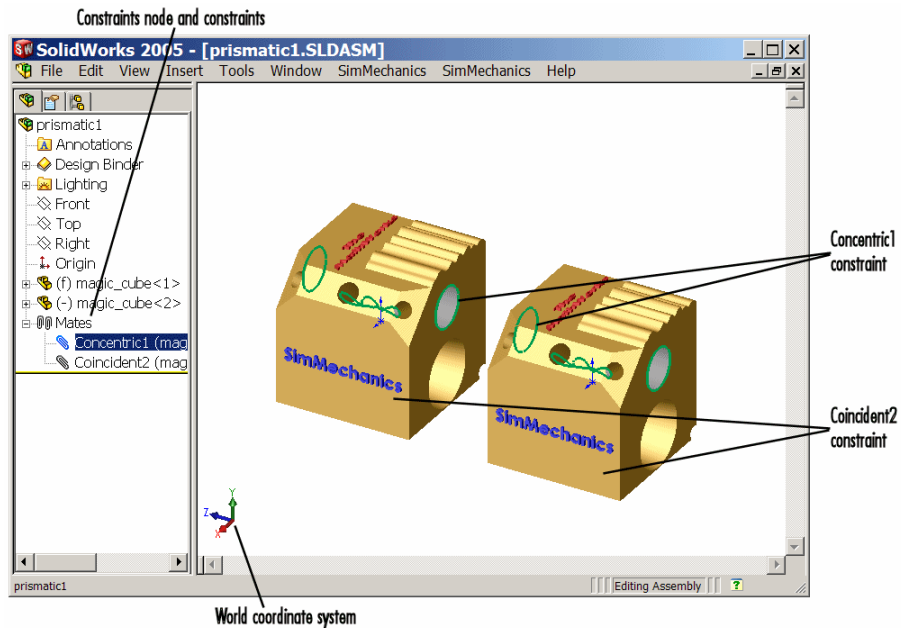 Constraints node and constraints
SolidWorks 2005 - [prismatic1.SLDASM]
File Edit View Insert Tools Window SimMechanics SimMechanics Help
prismatic1
A Annotations
Design Binder
Lighting
Front
Top
Right
Origin
(f) magic_cube<1>
(-) magic_cube<2>
Mates
Concentric1 (mag
Coincident2 (mag
SimMechanics
SimMechanics
Concentric1
constraint
Coincident2
constraint
Y
Z
X
prismatic1
Editing Assembly ?
World coordinate system